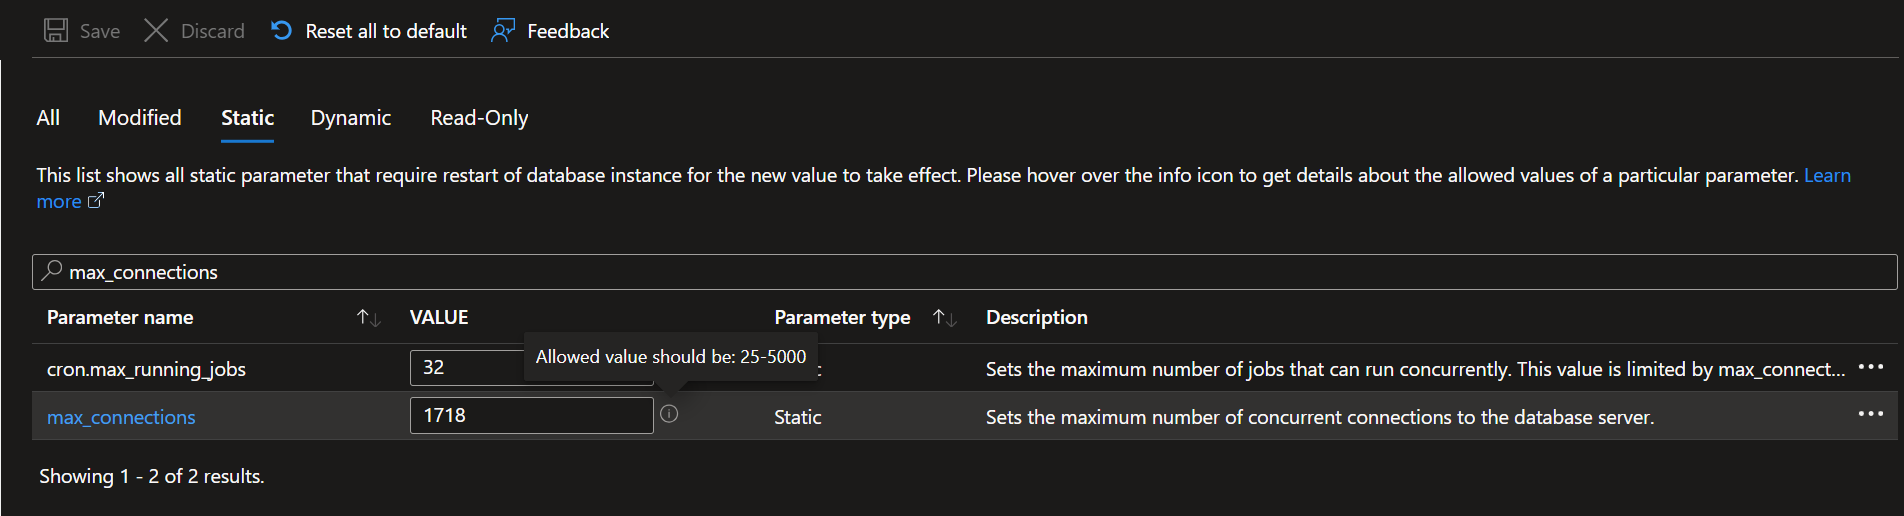 Save Discard Reset all to default Feedback
All Modified Static Dynamic Read-Only
This list shows all static parameter that require restart of database instance for the new value to take effect. Please hover over the info icon to get details about the allowed values of a particular parameter. Learn
more
max_connections
Parameter name VALUE Parameter type Description
Allowed value should be: 25-5000
cron.max_running_jobs 32 c Sets the maximum number of jobs that can run concurrently. This value is limited by max_connect...
max_connections 1718 Static Sets the maximum number of concurrent connections to the database server.
Showing 1 - 2 of 2 results.